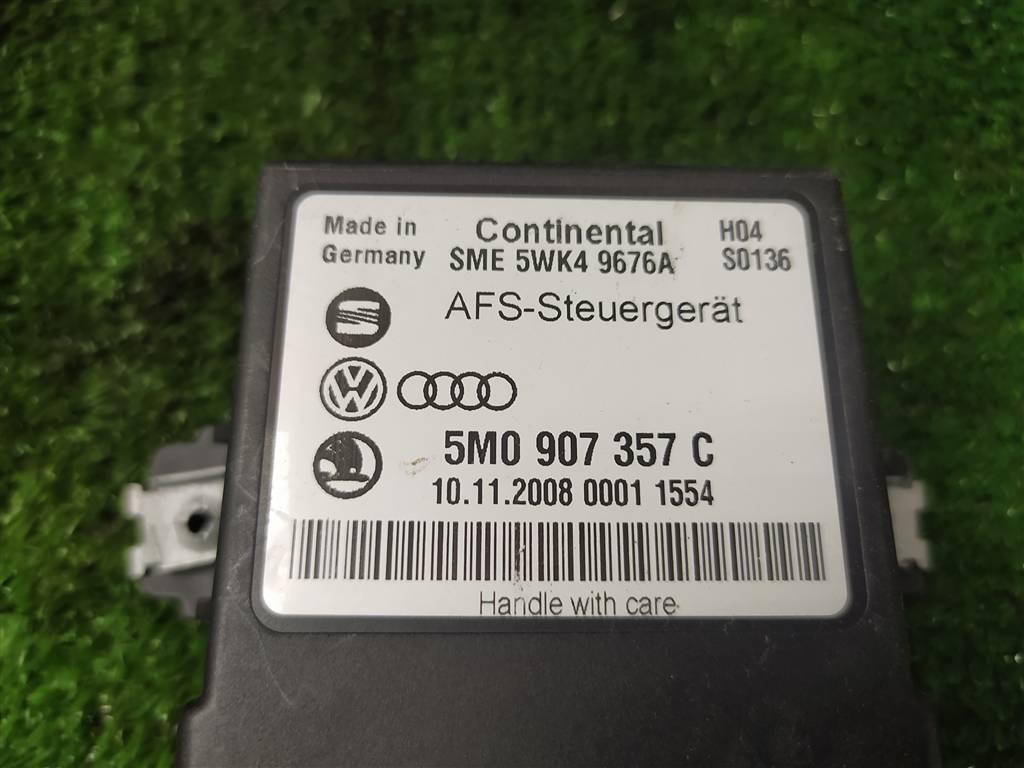 Made in Continental H04
Germany SME 5WK4 9676A S0136
AFS-Steuergerät
5M0 907 357 C
10.11.2008 0001 1554
Handle with care